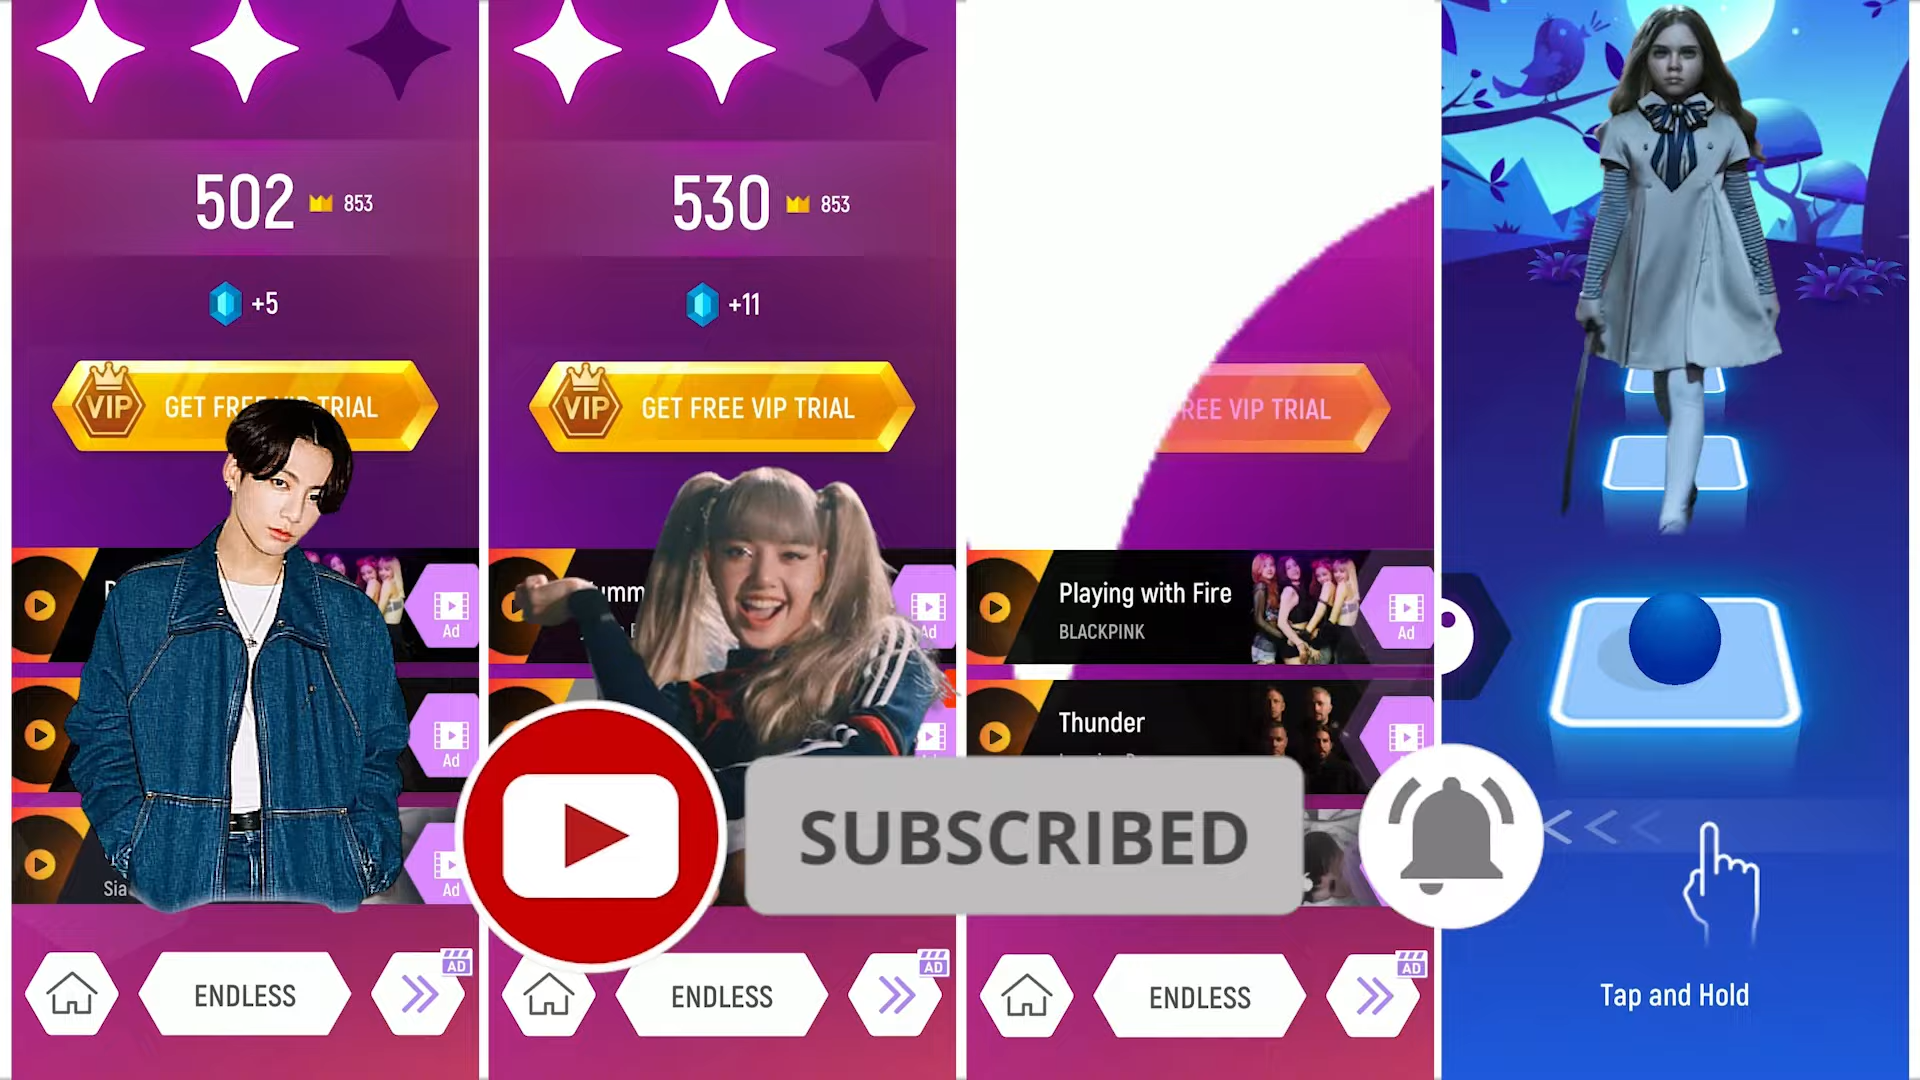 502 853
+5
VIP GET FREE VIP TRIAL
Ad
Ad
Sia
Ad
AD
ENDLESS
530 853
+11
VIP GET FREE VIP TRIAL
Ad
AD
ENDLESS
REE VIP TRIAL
Playing with Fire
BLACKPINK
Ad
Thunder
SUBSCRIBED
AD
ENDLESS
Tap and Hold